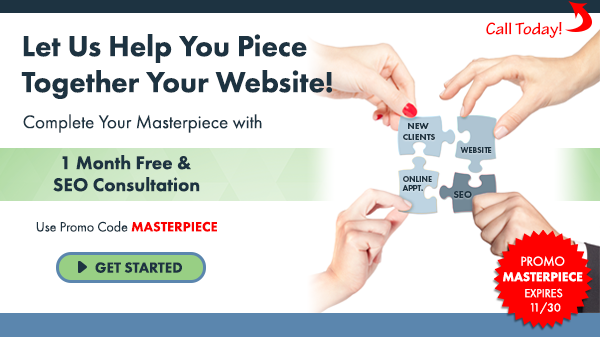 Call Today!
Let Us Help You Piece
Together Your Website!
Complete Your Masterpiece with
1 Month Free &
SEO Consultation
Use Promo Code MASTERPIECE
GET STARTED
NEW
CLIENTS
WEBSITE
ONLINE
APPT.
SEO
PROMO
MASTERPIECE
EXPIRES
11/30